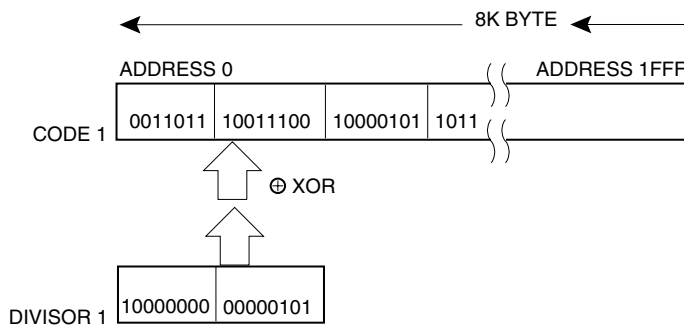 8K BYTE
ADDRESS 0 ADDRESS 1FFF
CODE 1 0011011 10011100 10000101 1011
⊕ XOR
DIVISOR 1 10000000 00000101